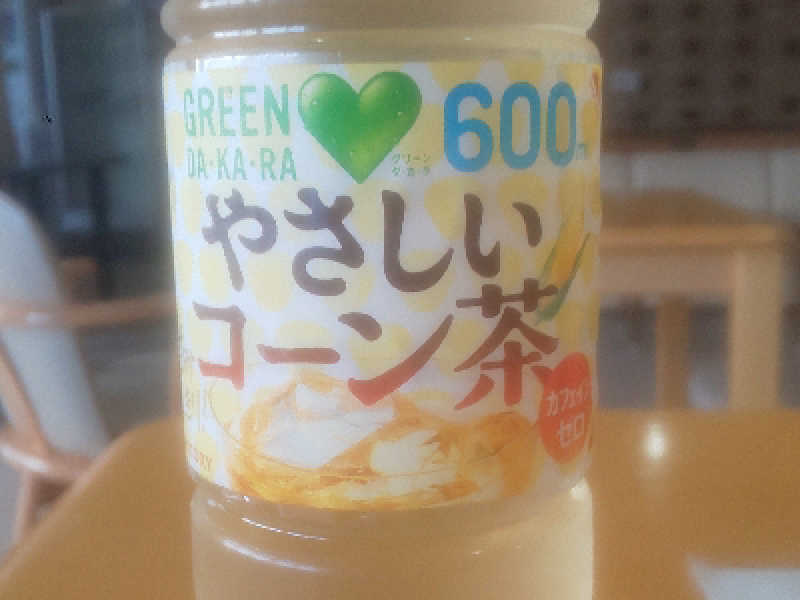 GREEN
DA・KA・RA
グリーン
ダ・カ・ラ
600ml
やさしい
コーン茶
カフェイン
ゼロ